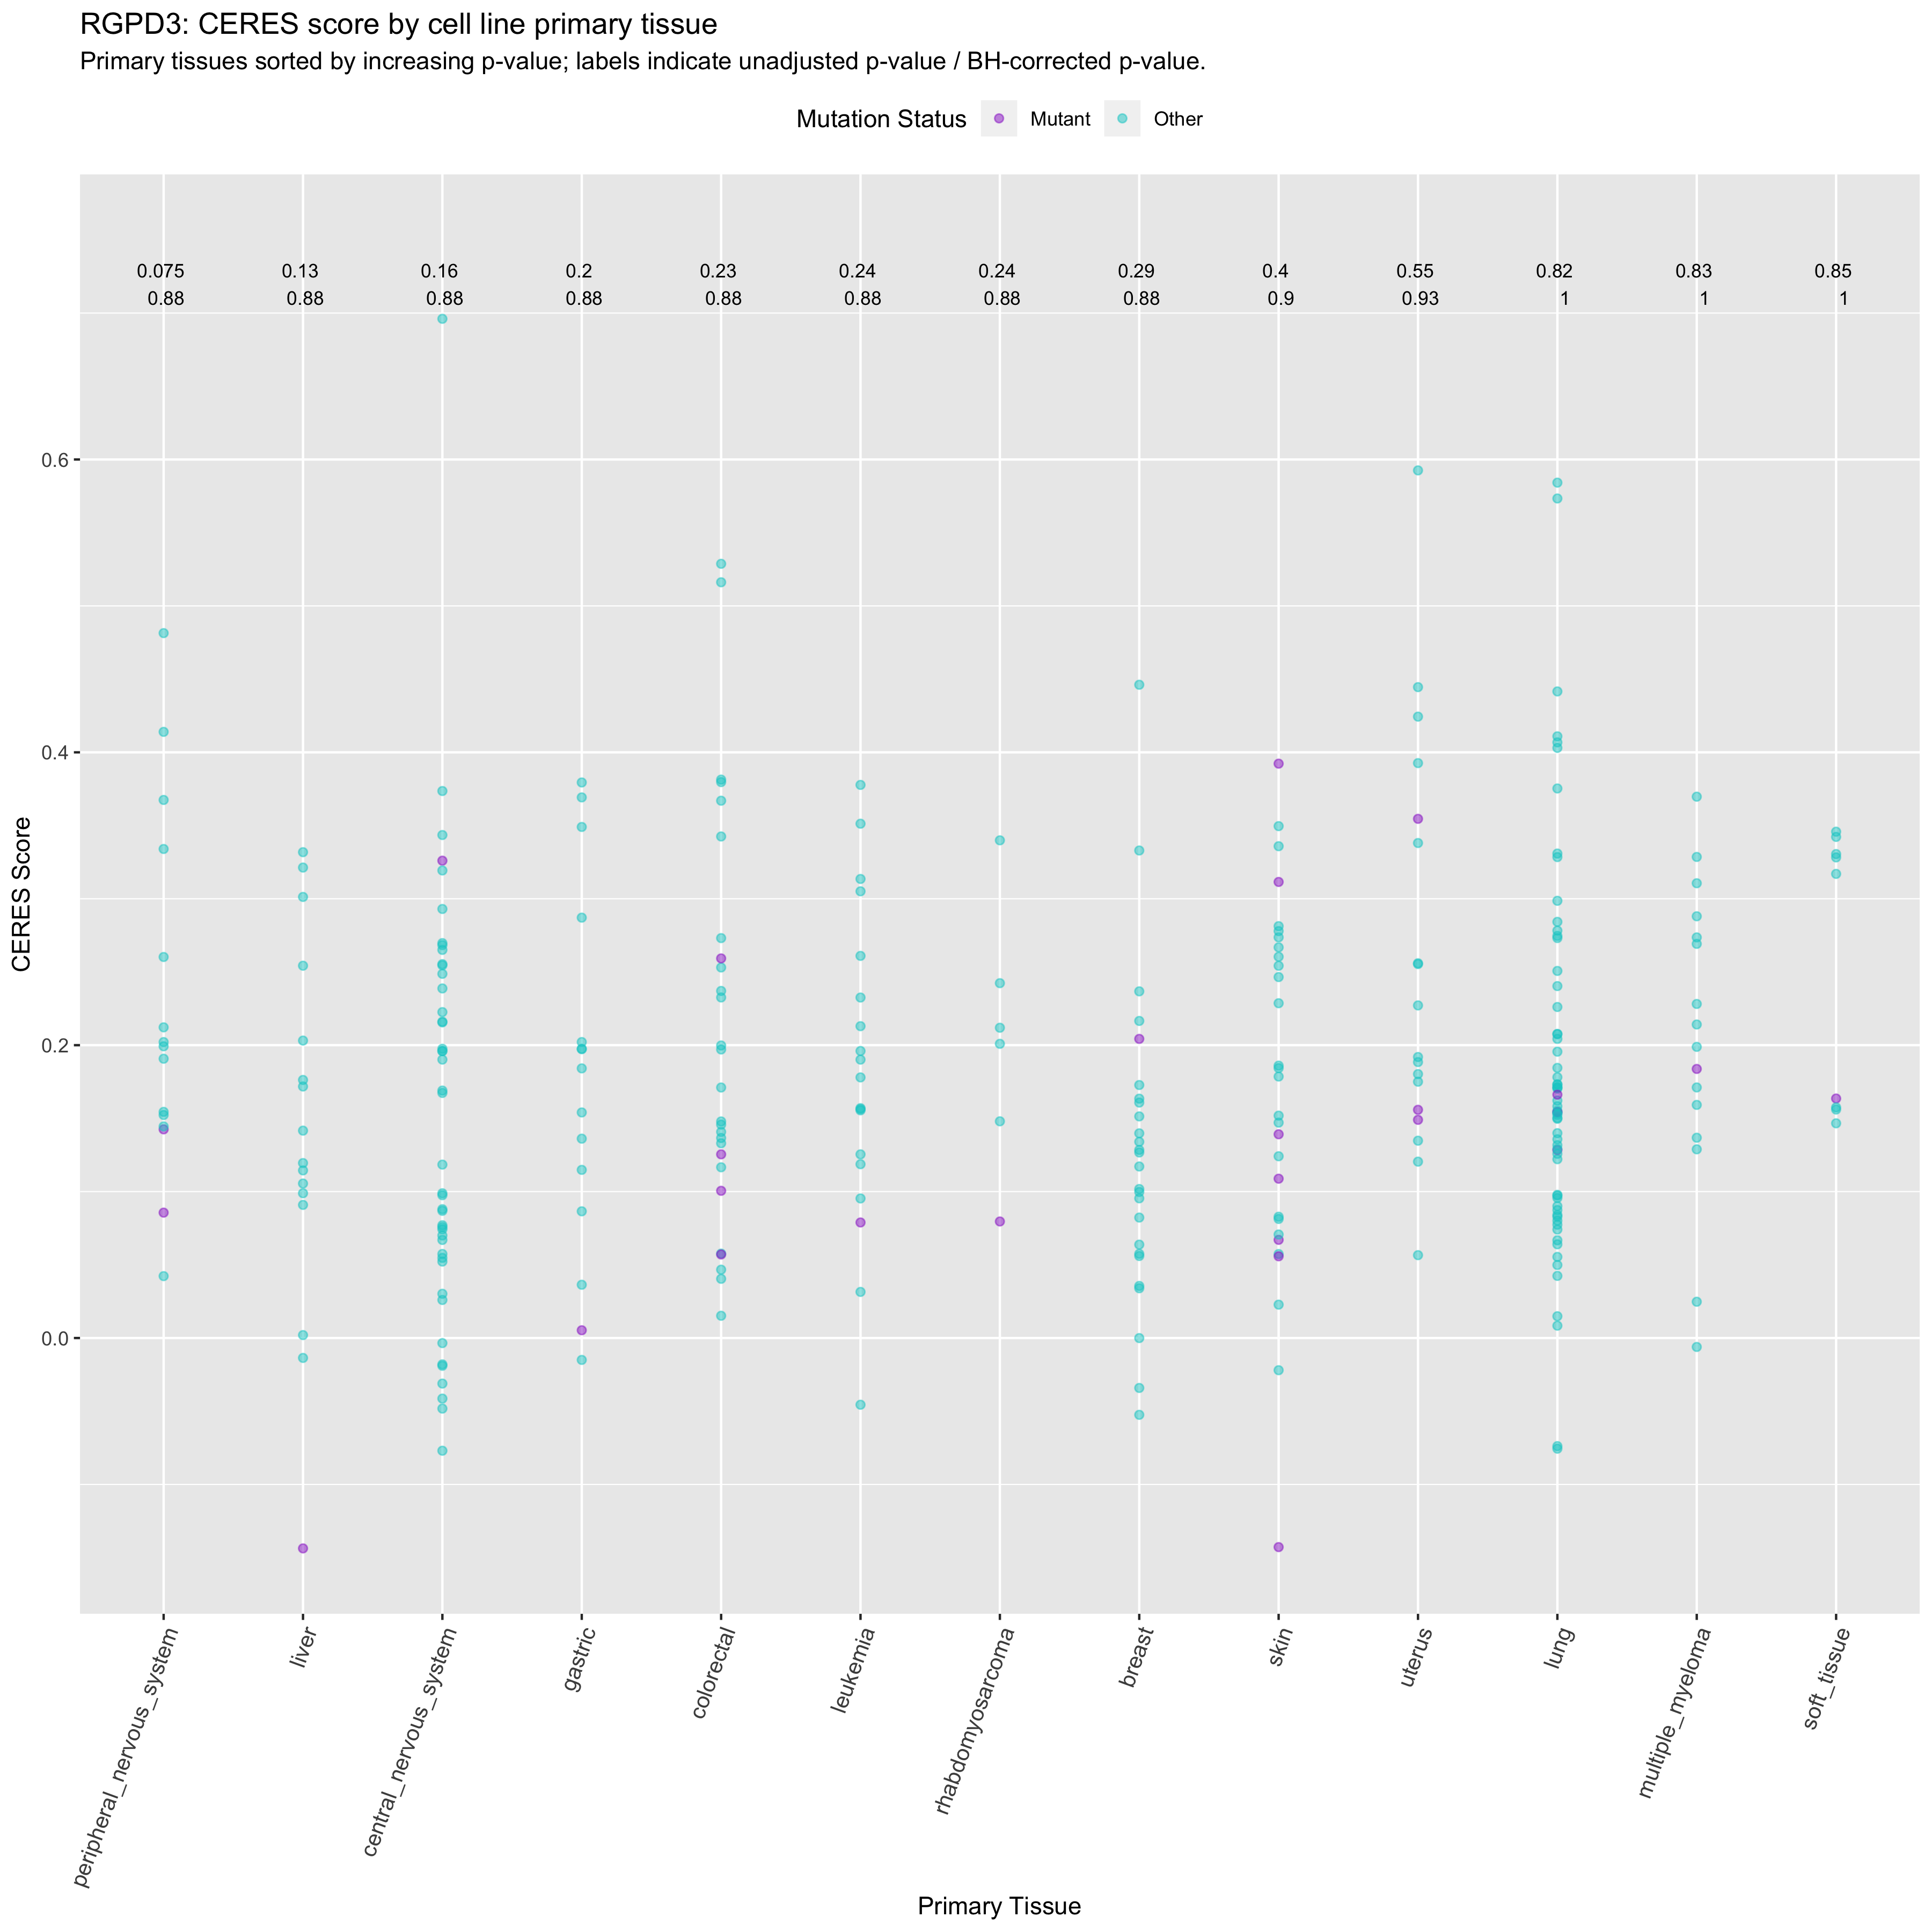 RGPD3: CERES score by cell line primary tissue
Primary tissues sorted by increasing p-value; labels indicate unadjusted p-value / BH-corrected p-value.
Mutation Status Mutant Other
0.075 0.13 0.16 0.2 0.23 0.24 0.24 0.29 0.4 0.55 0.82 0.83 0.85
0.88 0.88 0.88 0.88 0.88 0.88 0.88 0.88 0.9 0.93 1 1 1
0.6
0.4
0.2
0.0
CERES Score
peripheral_nervous_system
liver
central_nervous_system
gastric
colorectal
leukemia
rhabdomyosarcoma
breast
skin
uterus
lung
multiple_myeloma
soft_tissue
Primary Tissue